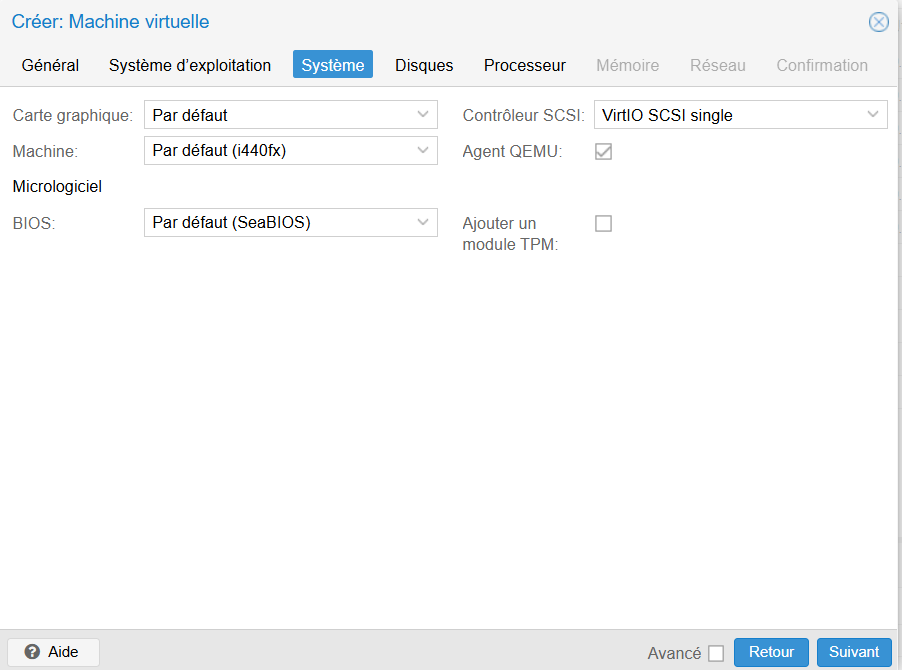 Créer: Machine virtuelle
Général Système d'exploitation Système Disques Processeur Mémoire Réseau Confirmation
Carte graphique: Par défaut Contrôleur SCSI: VirtIO SCSI single
Machine: Par défaut (i440fx) Agent QEMU:
Micrologiciel
BIOS: Par défaut (SeaBIOS) Ajouter un
module TPM:
Aide Avancé Retour Suivant